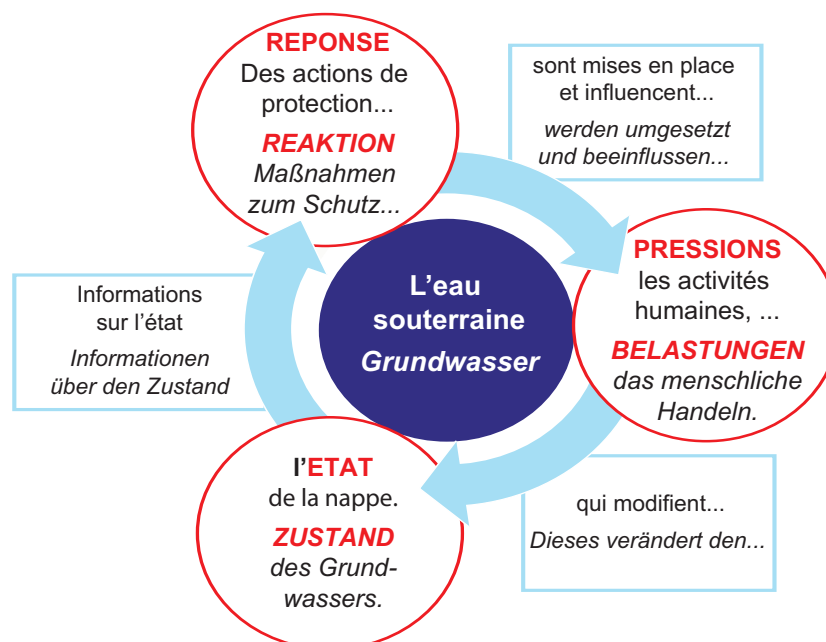 REPONSE
Des actions de
protection...
REAKTION
Maßnahmen
zum Schutz...
sont mises en place
et influencent...
werden umgesetzt
und beeinflussen...
PRESSIONS
les activités
humaines, ...
BELASTUNGEN
das menschliche
Handeln.
L'eau
souterraine
Grundwasser
Informations
sur l'état
Informationen
über den Zustand
l'ETAT
de la nappe.
ZUSTAND
des Grund-
wassers.
qui modifient...
Dieses verändert den...